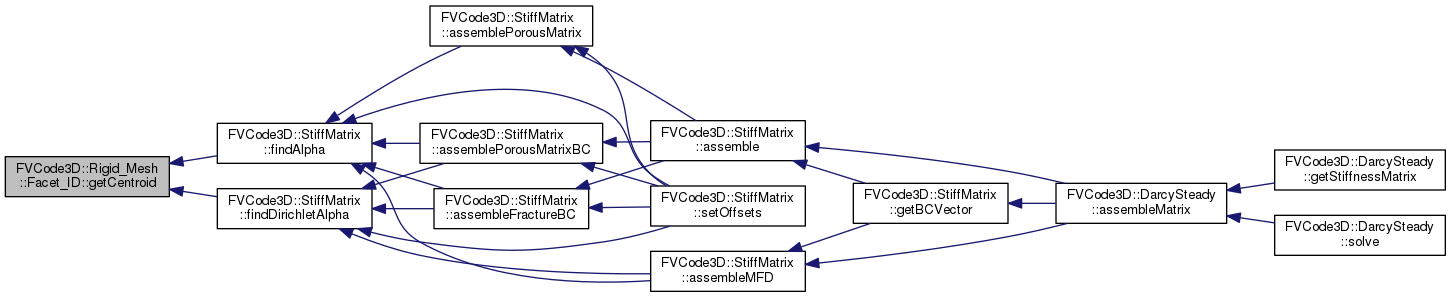 FVCode3D::Rigid_Mesh
::Facet_ID::getCentroid
FVCode3D::StiffMatrix
::findAlpha
FVCode3D::StiffMatrix
::findDirichletAlpha
FVCode3D::StiffMatrix
::assemblePorousMatrix
FVCode3D::StiffMatrix
::assemblePorousMatrixBC
FVCode3D::StiffMatrix
::assembleFractureBC
FVCode3D::StiffMatrix
::assemble
FVCode3D::StiffMatrix
::setOffsets
FVCode3D::StiffMatrix
::assembleMFD
FVCode3D::StiffMatrix
::getBCVector
FVCode3D::DarcySteady
::assembleMatrix
FVCode3D::DarcySteady
::getStiffnessMatrix
FVCode3D::DarcySteady
::solve